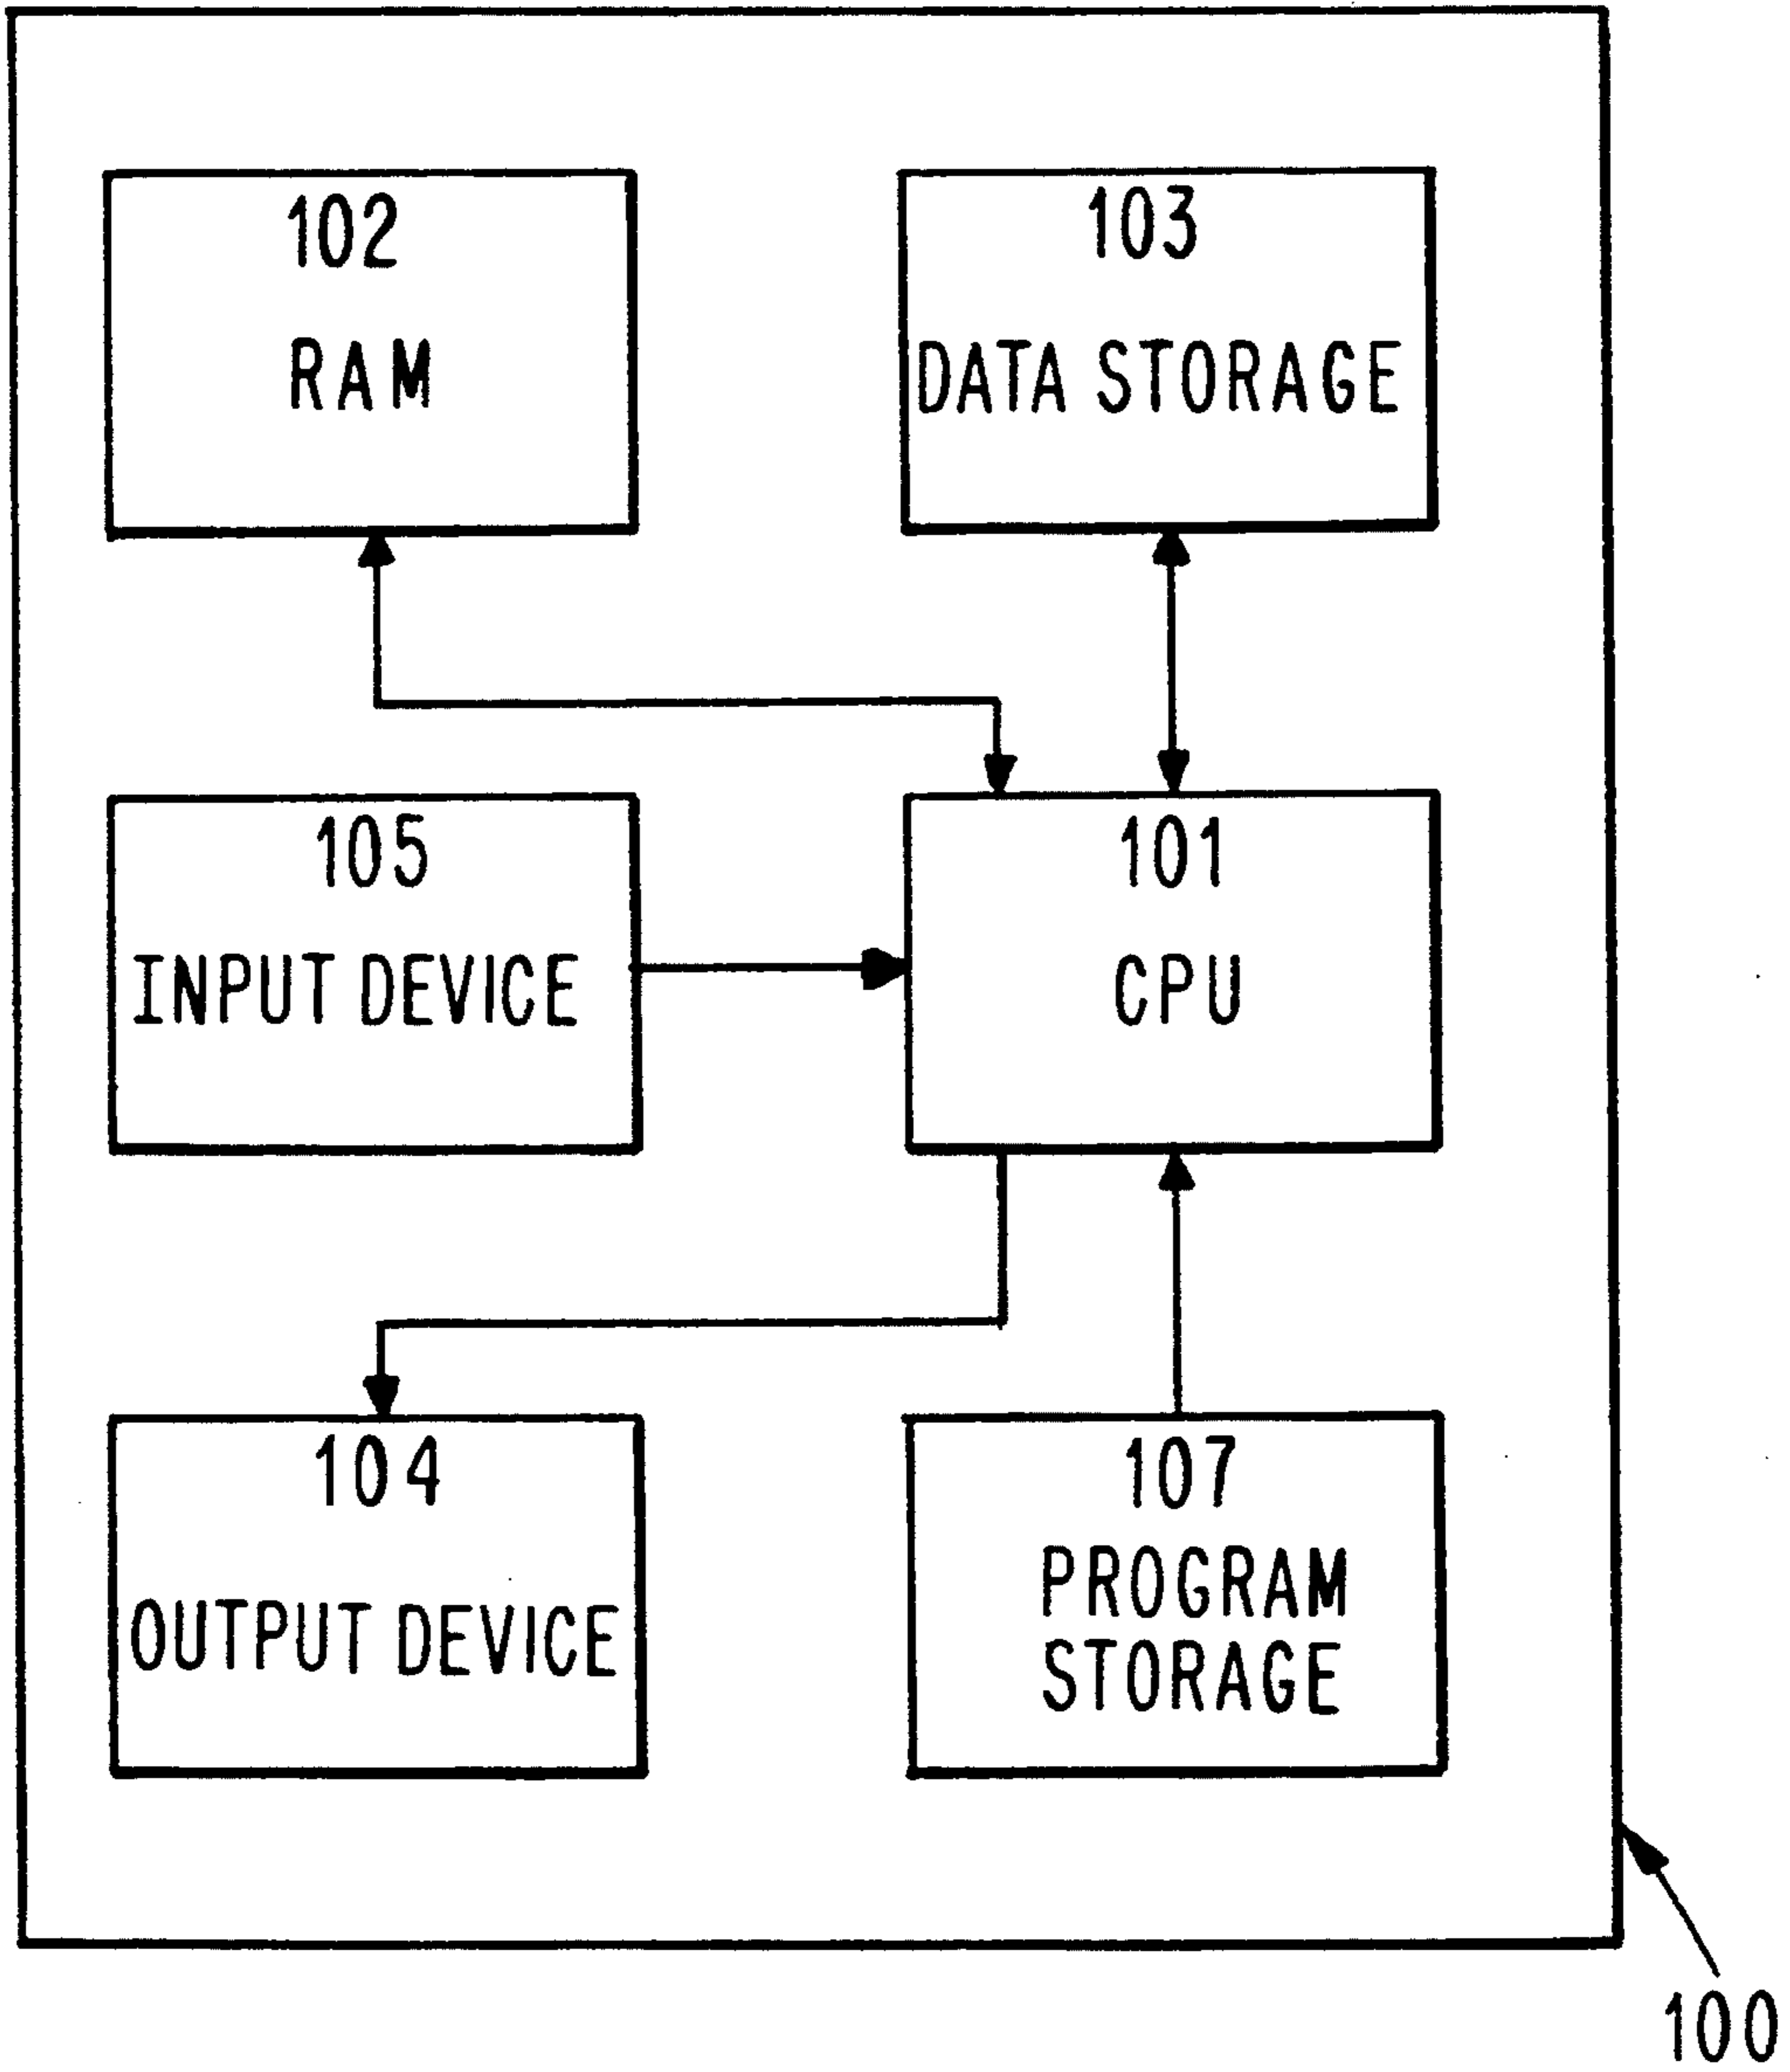 102
RAM
103
DATA STORAGE
105
INPUT DEVICE
101
CPU
104
OUTPUT DEVICE
107
PROGRAM
STORAGE
100